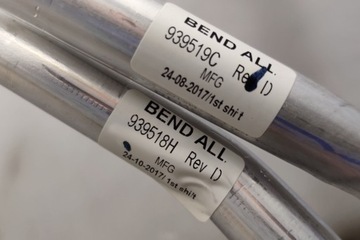 BEND ALL.
939519C Rev D
MFG
24-08-2017/1st shift
BEND ALL.
939518H Rev D
MFG
24-10-2017/1st shift